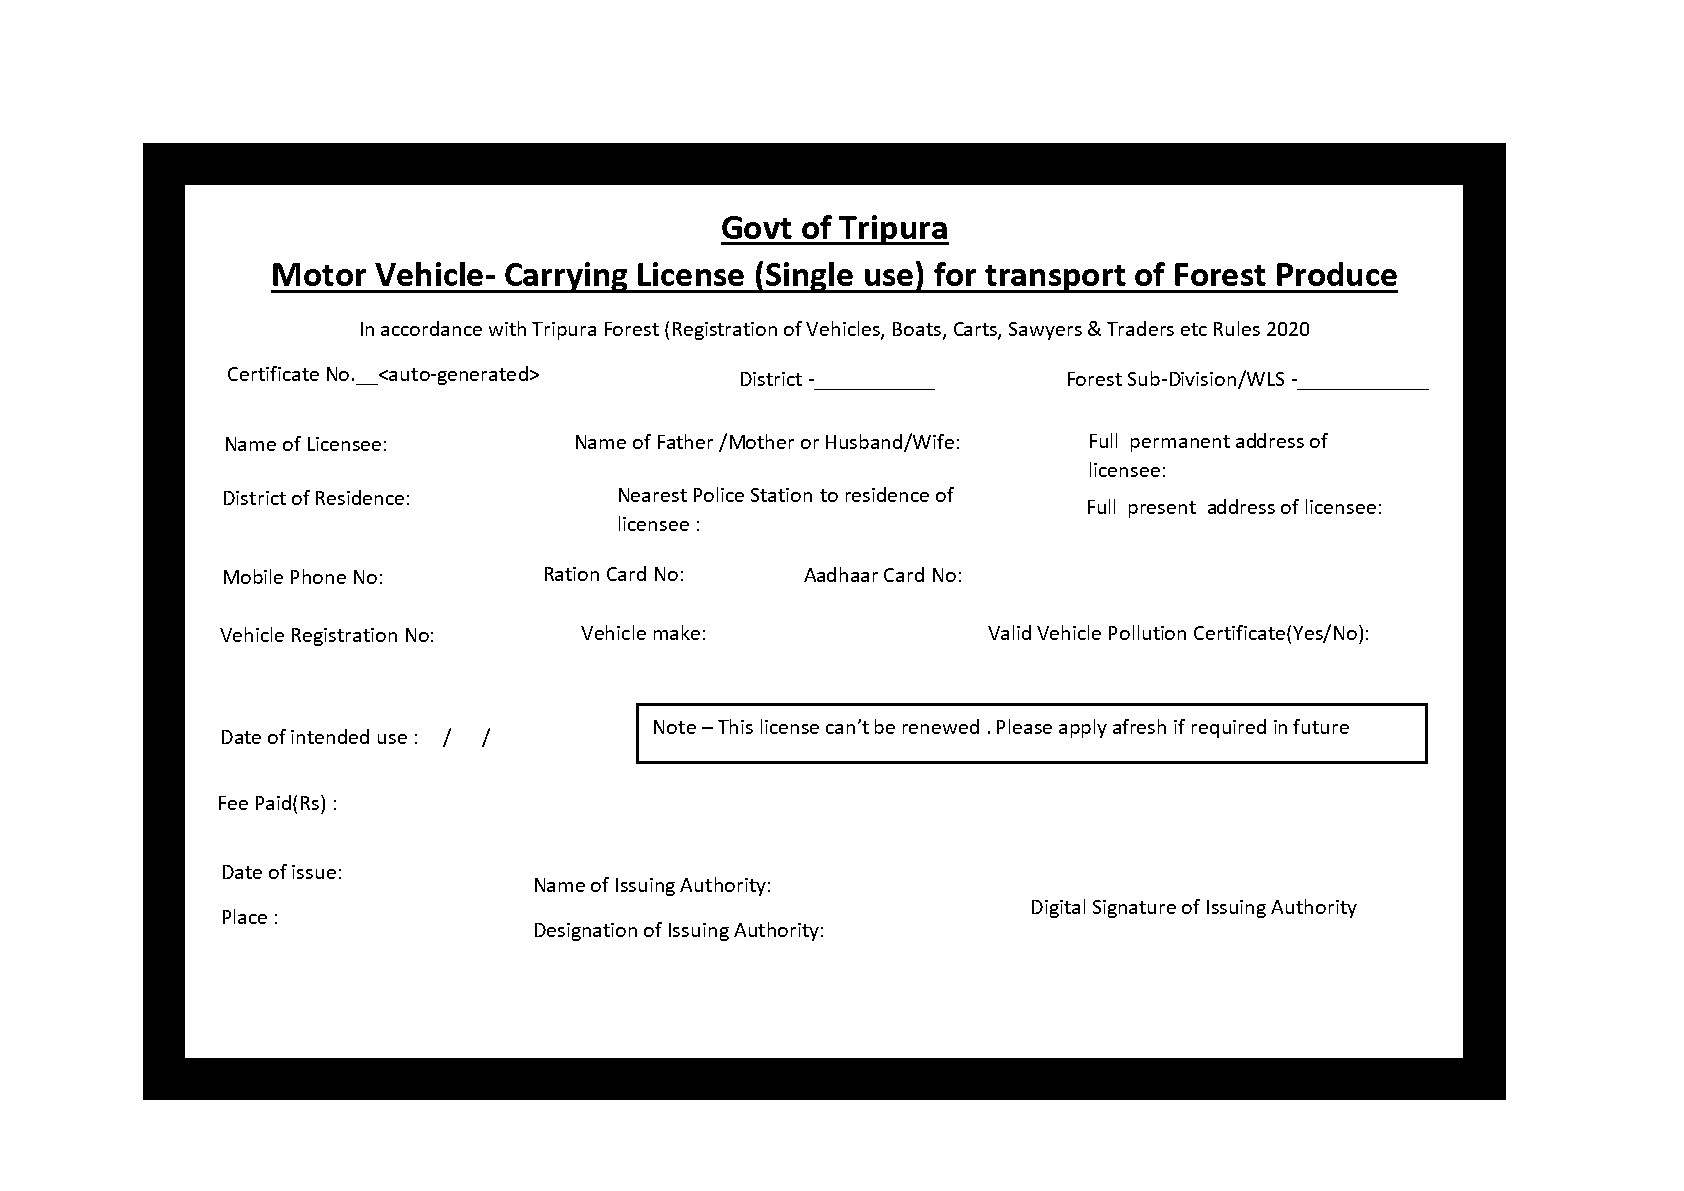 Govt of Tripura
Motor Vehicle- Carrying License (Single use) for transport of Forest Produce
In accordance with Tripura Forest (Registration of Vehicles, Boats, Carts, Sawyers & Traders etc Rules 2020
Certificate No.__<auto-generated> District -___________ Forest Sub-Division/WLS -____________
Name of Licensee: Name of Father /Mother or Husband/Wife: Full permanent address of
licensee:
District of Residence: Nearest Police Station to residence of
licensee : Full present address of licensee:
Mobile Phone No: Ration Card No: Aadhaar Card No:
Vehicle Registration No: Vehicle make: Valid Vehicle Pollution Certificate(Yes/No):
Date of intended use : / / Note – This license can’t be renewed . Please apply afresh if required in future
Fee Paid(Rs) :
Date of issue: Name of Issuing Authority:
Place : Designation of Issuing Authority: Digital Signature of Issuing Authority